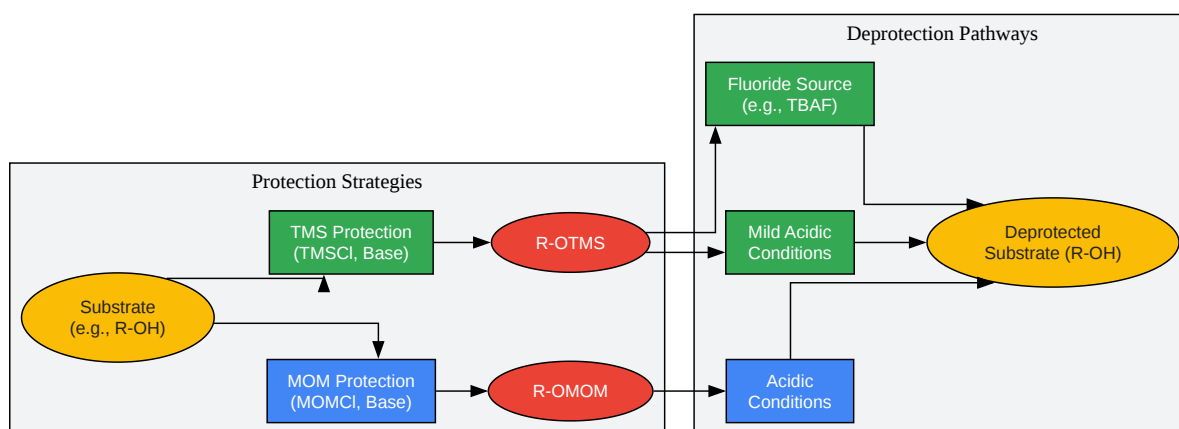 Deprotection Pathways
Fluoride Source
(e.g., TBAF)
Protection Strategies
TMS Protection
(TMSCl, Base)
R-OTMS
Mild Acidic
Conditions
Deprotected
Substrate (R-OH)
Substrate
(e.g., R-OH)
MOM Protection
(MOMCl, Base)
R-OMOM
Acidic
Conditions